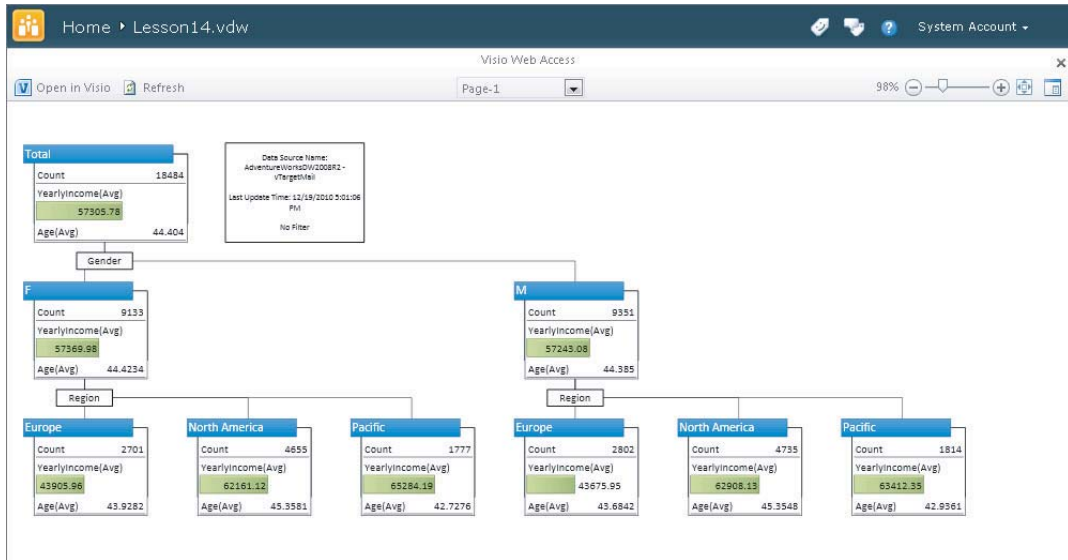 Home ▸ Lesson14.vdw
System Account
Visio Web Access
Open in Visio
Refresh
Page-1
98%
Total
Count 18484
YearlyIncome(Avg)
57305.78
Age(Avg) 44.404
Data Source Name:
AdventureWorksDW2008R2 -
vTargetMail
Last Update Time: 12/19/2010 5:01:06
PM
No Filter
Gender
F
Count 9133
YearlyIncome(Avg)
57369.98
Age(Avg) 44.4234
M
Count 9351
YearlyIncome(Avg)
57243.08
Age(Avg) 44.385
Region
Region
Europe
Count 2701
YearlyIncome(Avg)
43905.96
Age(Avg) 43.9282
North America
Count 4655
YearlyIncome(Avg)
62161.12
Age(Avg) 45.3581
Pacific
Count 1777
YearlyIncome(Avg)
65284.19
Age(Avg) 42.7276
Europe
Count 2802
YearlyIncome(Avg)
43675.95
Age(Avg) 43.6842
North America
Count 4735
YearlyIncome(Avg)
62908.13
Age(Avg) 45.3548
Pacific
Count 1814
YearlyIncome(Avg)
63412.35
Age(Avg) 42.9361